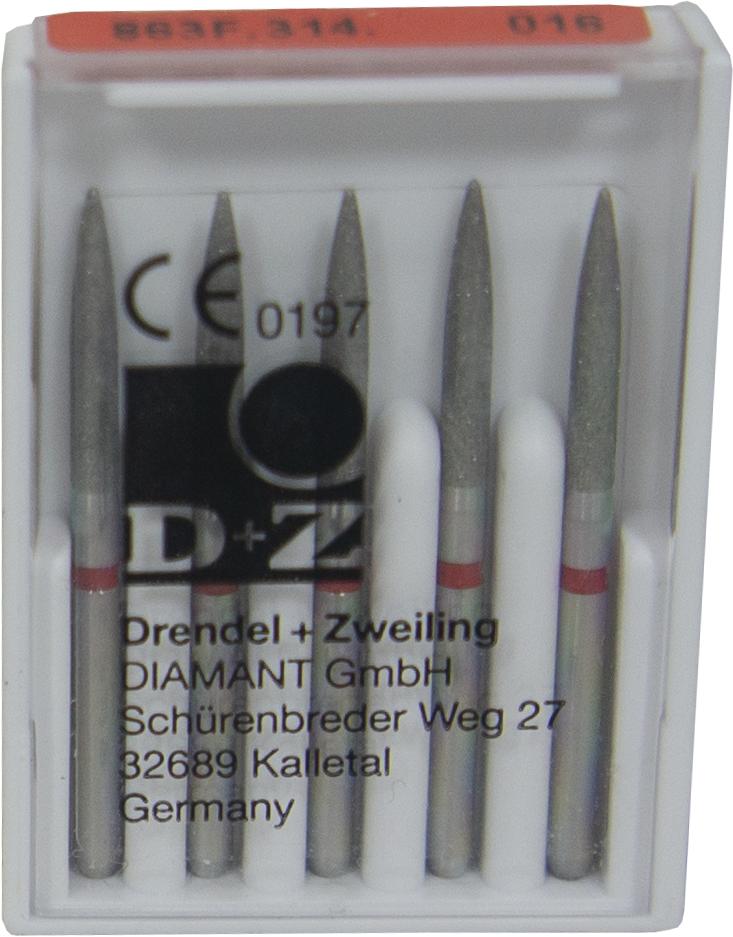 863F.314. 016
CE 0197
D+Z
Drendel + Zweiling
DIAMANT GmbH
Schürenbreder Weg 27
32689 Kalletal
Germany